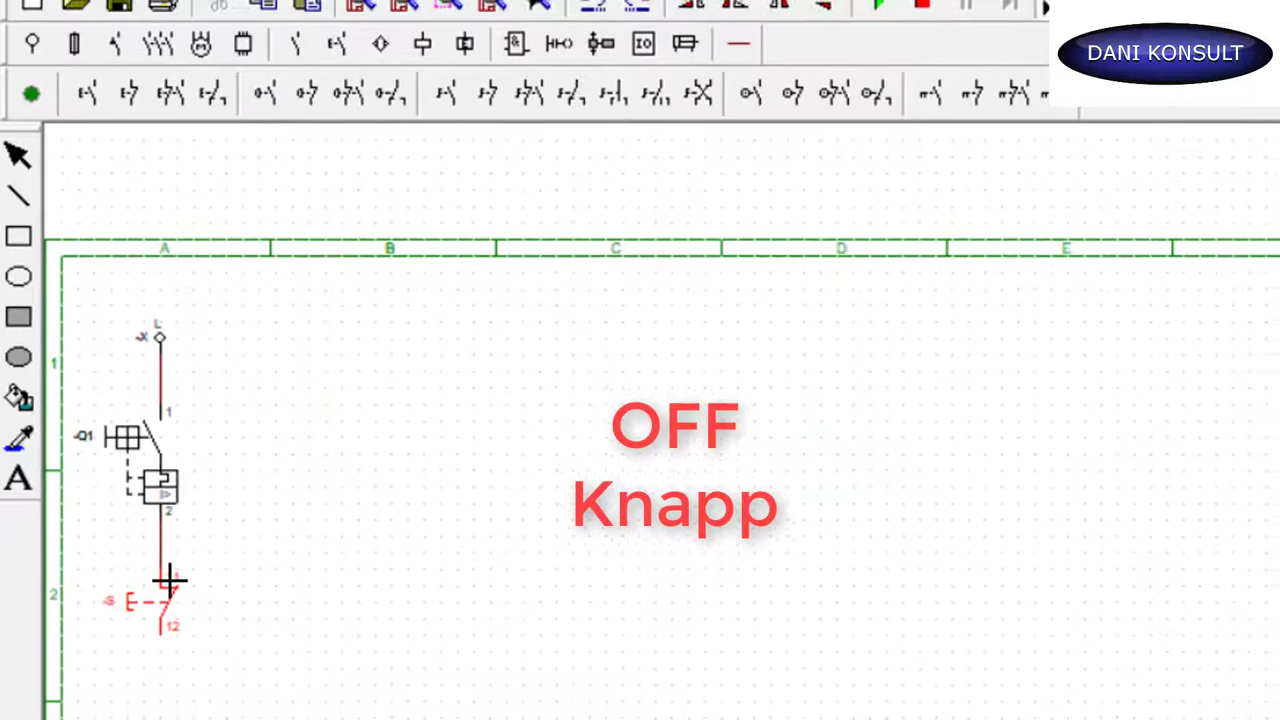 DANI KONSULT
A B C D E
L
-X
1
1
-Q1
2
OFF
Knapp
2
-S
12